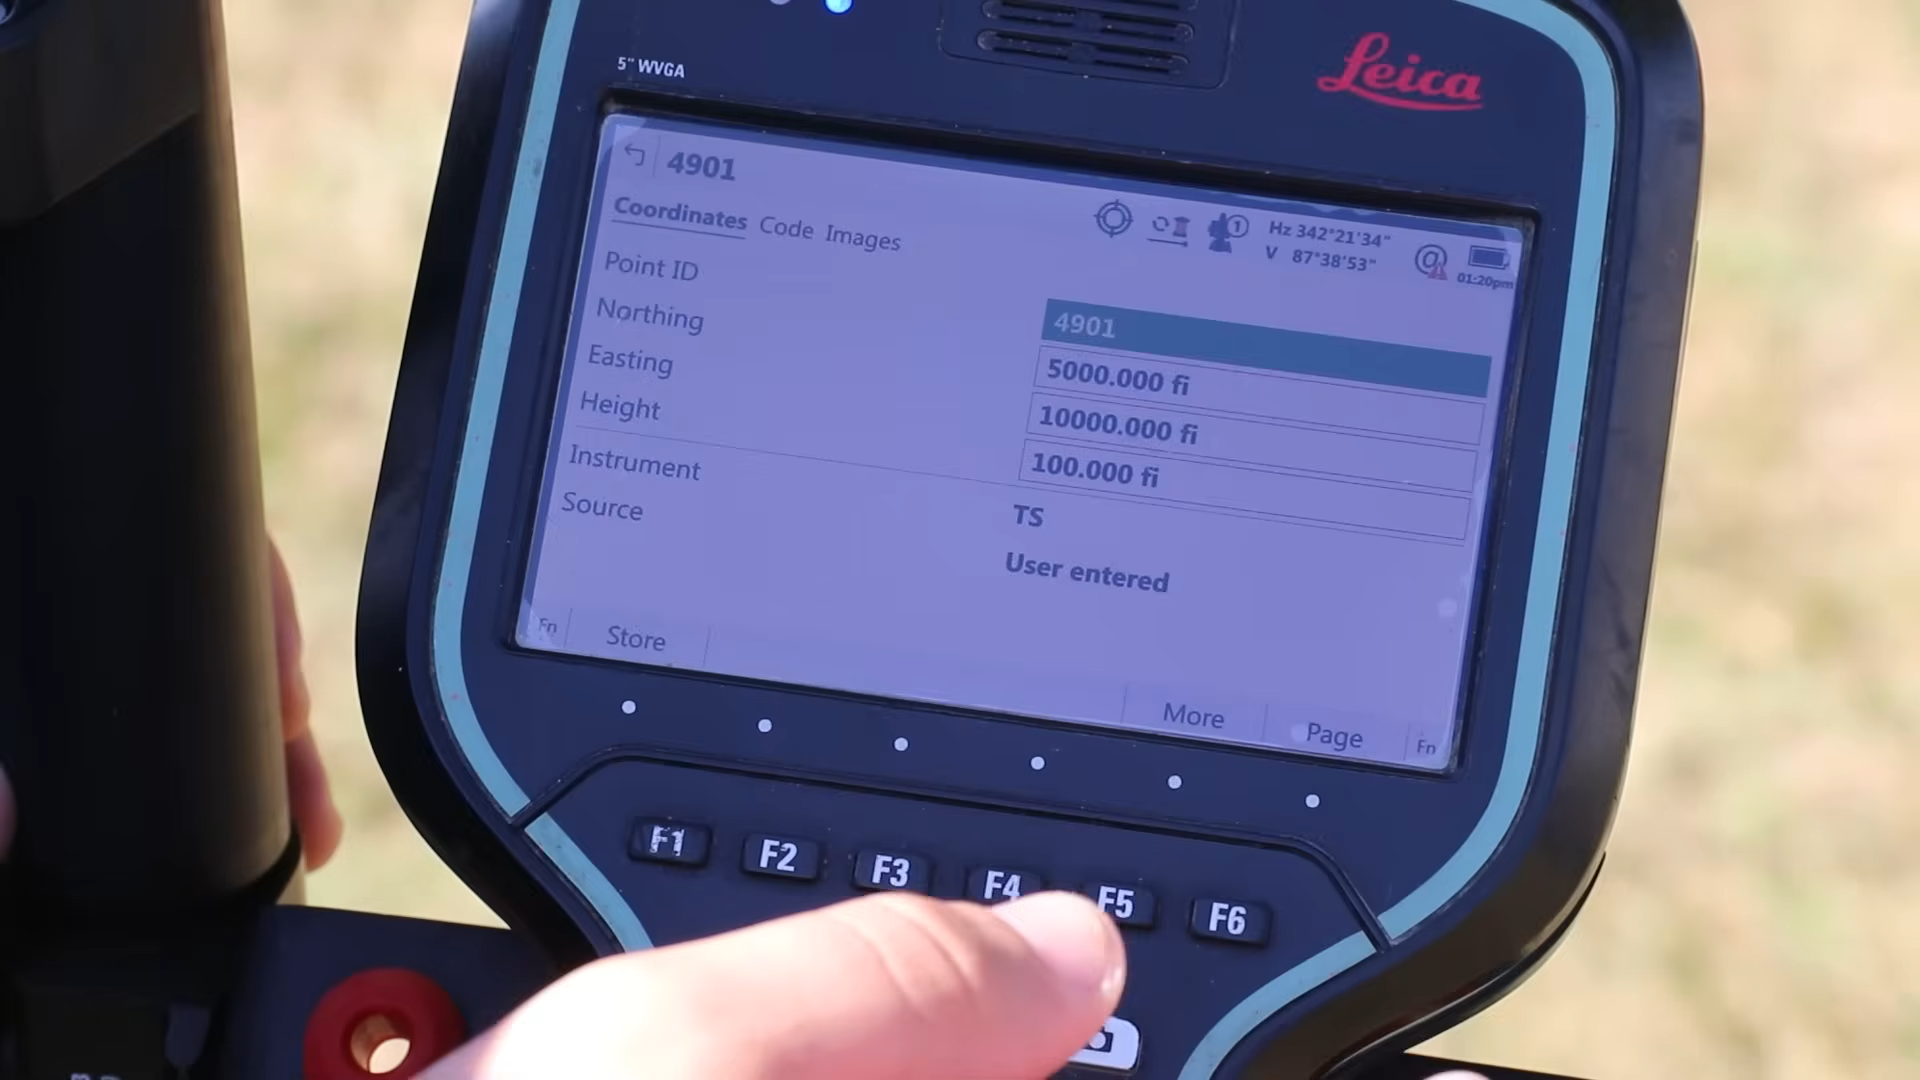 5" WVGA
Leica
4901
Coordinates Code Images
Hz 342°21'34"
V 87°38'53"
01:20pm
Point ID 4901
Northing 5000.000 fi
Easting 10000.000 fi
Height 100.000 fi
Instrument TS
Source User entered
Fn Store More Page Fn
F1 F2 F3 F4 F5 F6